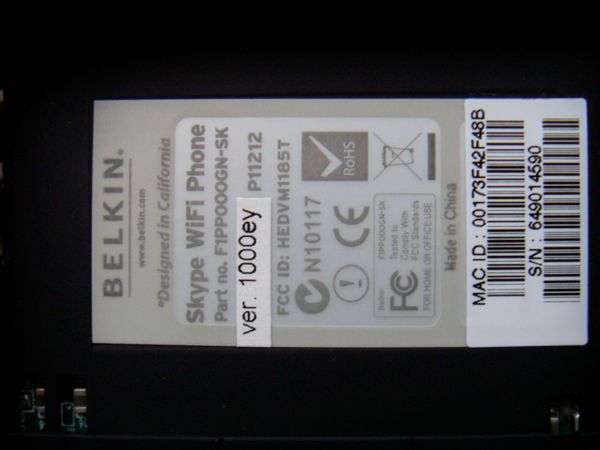 BELKIN®
www.belkin.com
°Designed in California
Skype WiFi Phone
Part no. F1PP000GN-SK
ver. 1000ey P11212
FCC ID: HEDVM1185T
N10117
RoHS
CE
Belkin F1PP000GN-SK
FC Tested to
Comply With
FCC Standards
FOR HOME OR OFFICE USE
Made in China
MAC ID : 00173F42F48B
S/N : 649014590